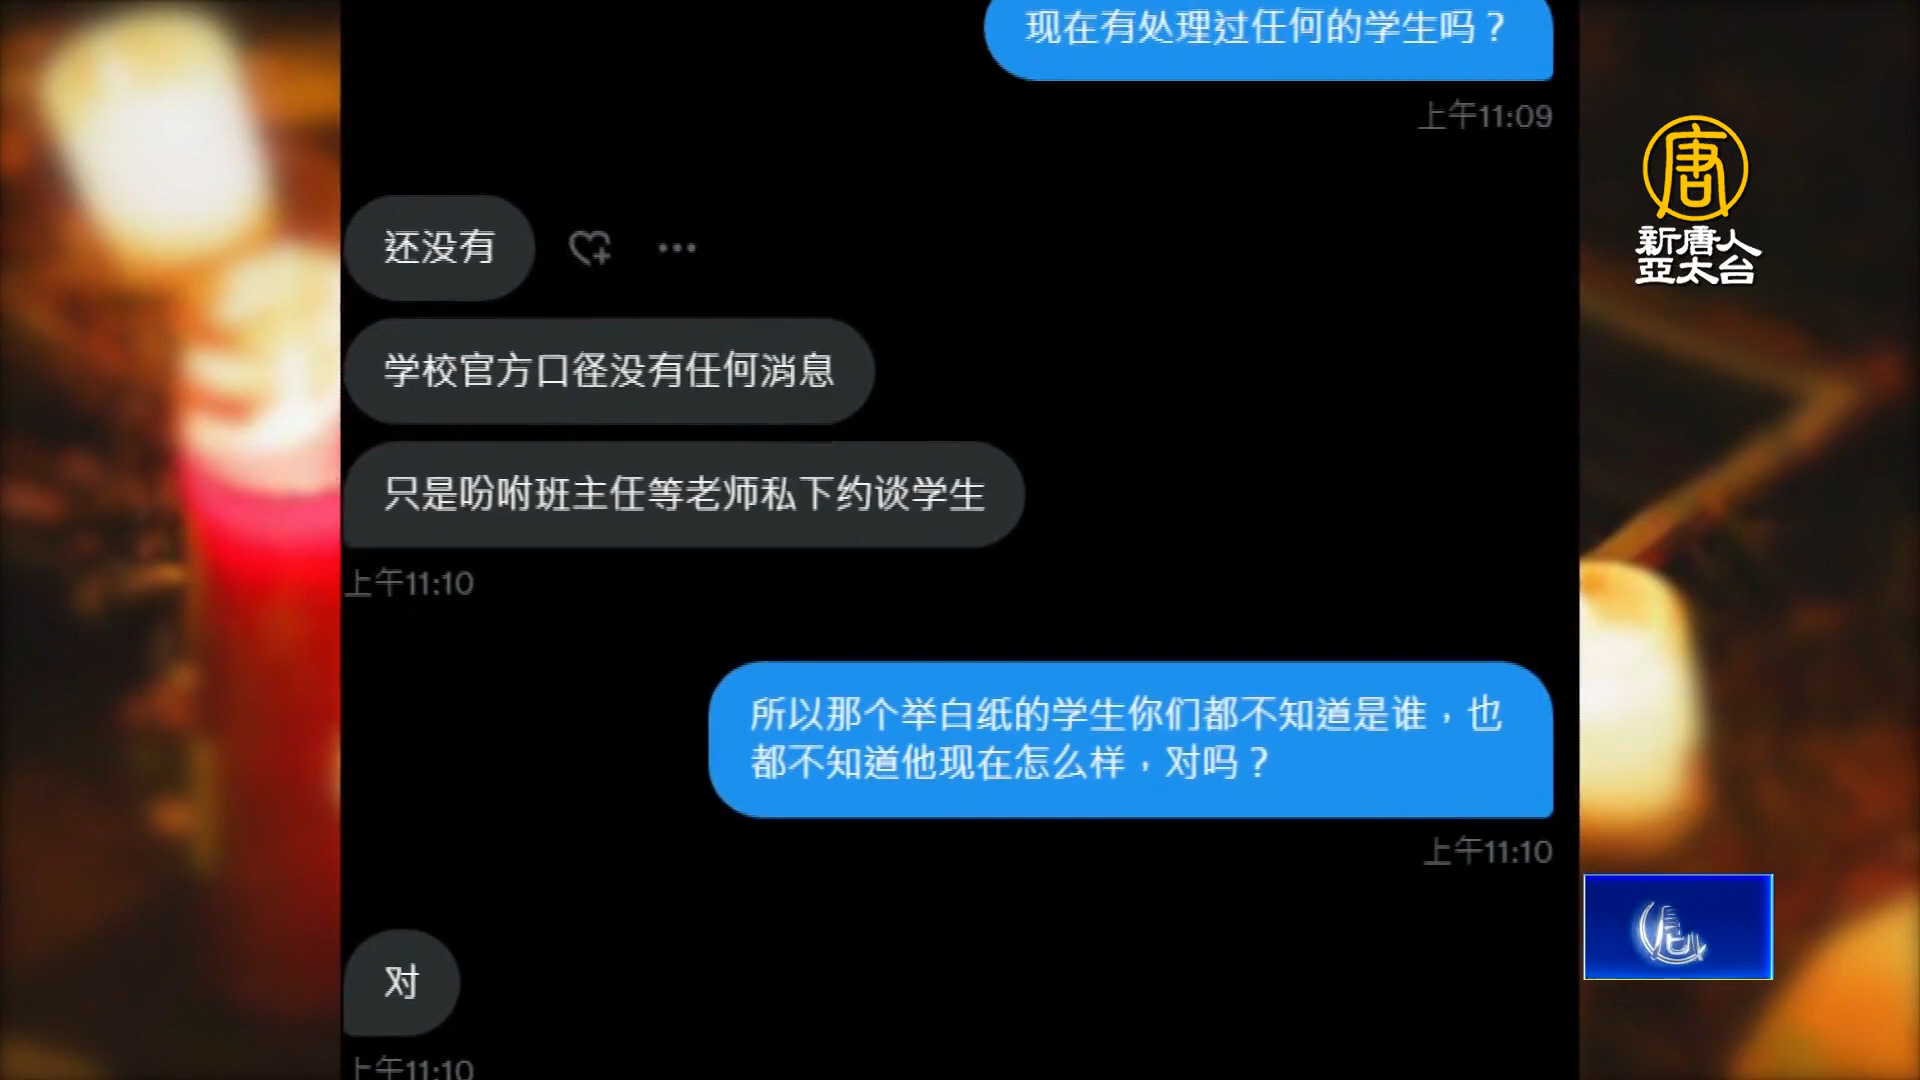 现在有处理过任何的学生吗？
上午11:09
还没有
学校官方口径没有任何消息
只是吩咐班主任等老师私下约谈学生
上午11:10
所以那个举白纸的学生你们都不知道是谁，也
都不知道他现在怎么样，对吗？
上午11:10
对
上午11:10
唐
新唐人
亞太台